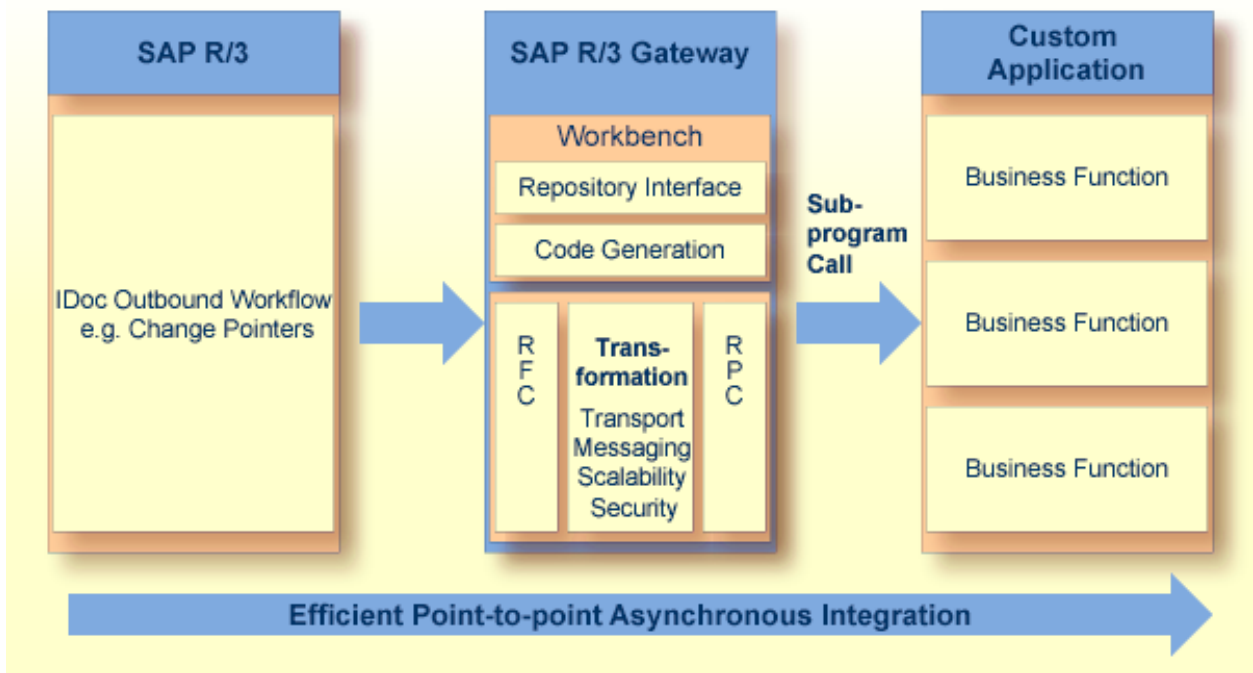 SAP R/3
IDoc Outbound Workflow
e.g. Change Pointers
SAP R/3 Gateway
Workbench
Repository Interface
Code Generation
R
F
C
Trans-
formation
Transport
Messaging
Scalability
Security
R
P
C
Sub-
program
Call
Custom
Application
Business Function
Business Function
Business Function
Efficient Point-to-point Asynchronous Integration